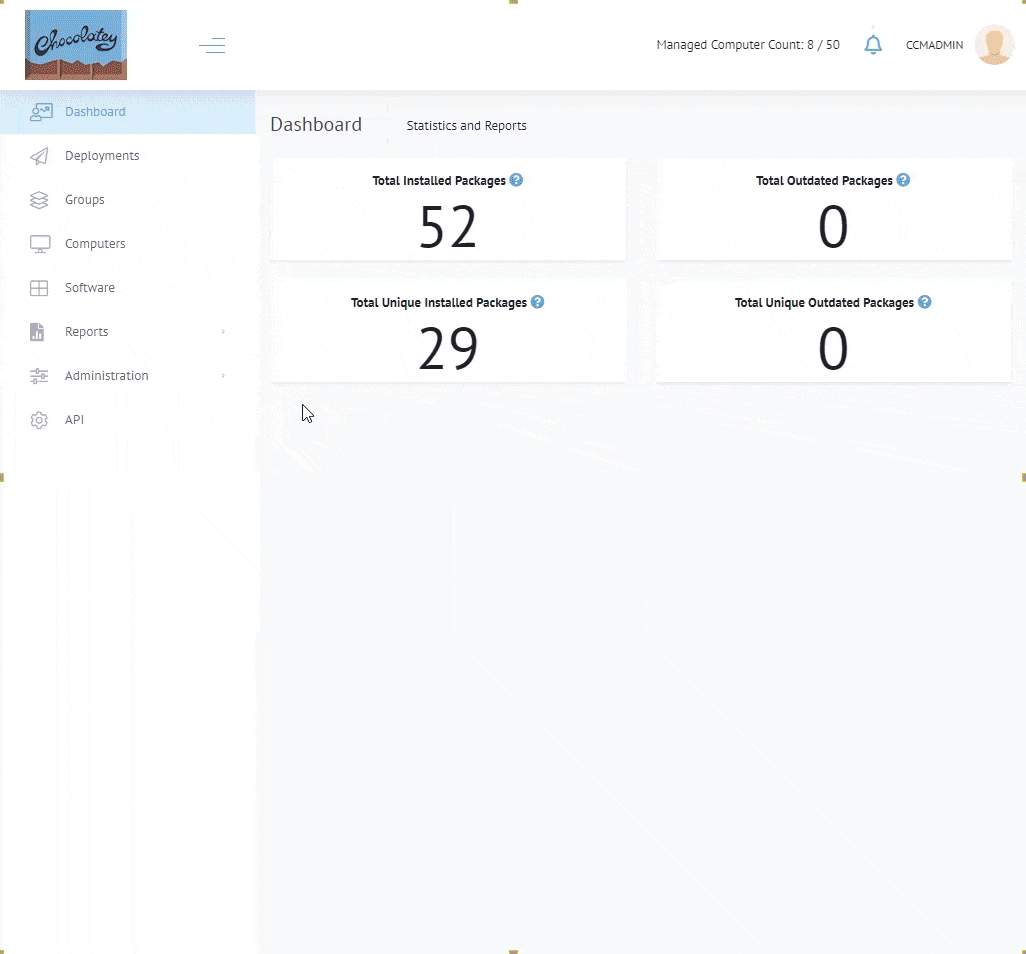 Chocolatey
Managed Computer Count: 8 / 50
CCMADMIN
Dashboard
Deployments
Groups
Computers
Software
Reports
Administration
API
Dashboard
Statistics and Reports
Total Installed Packages ?
52
Total Outdated Packages ?
0
Total Unique Installed Packages ?
29
Total Unique Outdated Packages ?
0